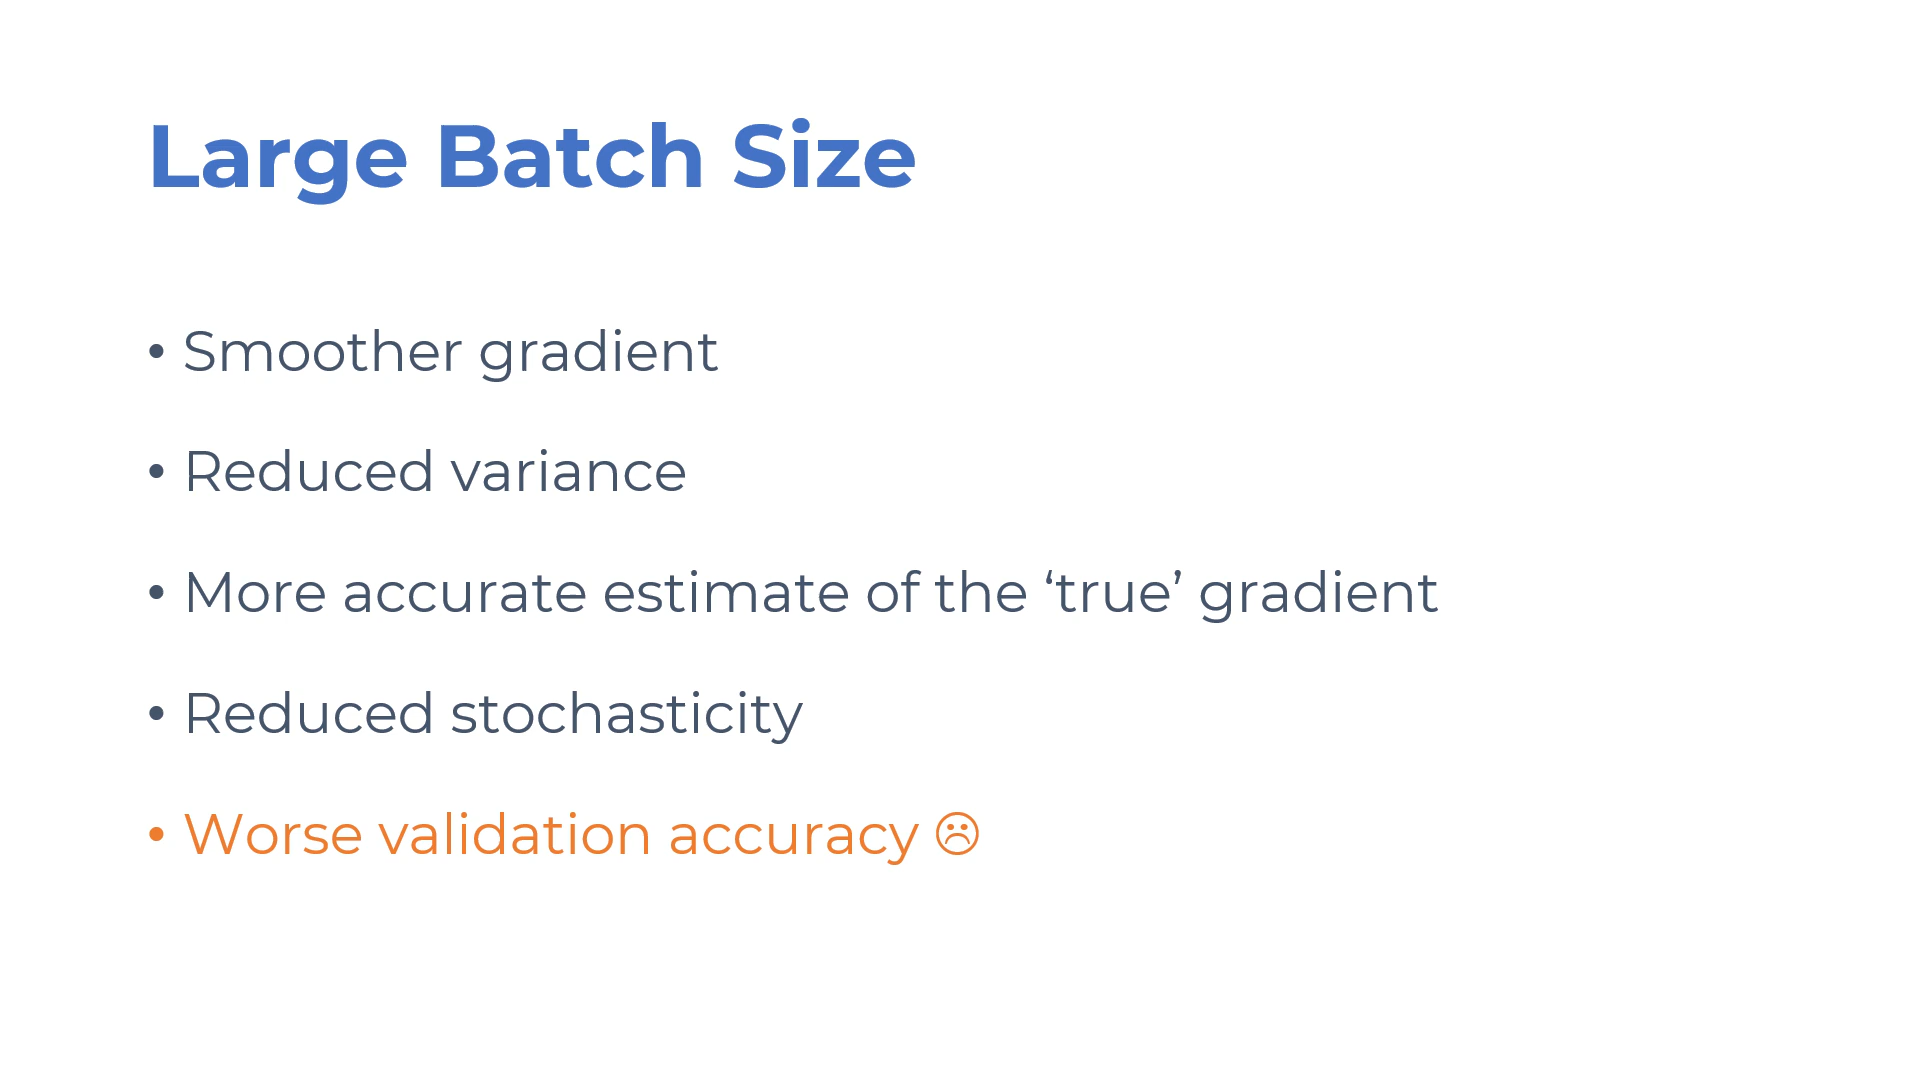 Large Batch Size
• Smoother gradient
• Reduced variance
• More accurate estimate of the ‘true’ gradient
• Reduced stochasticity
• Worse validation accuracy ☹